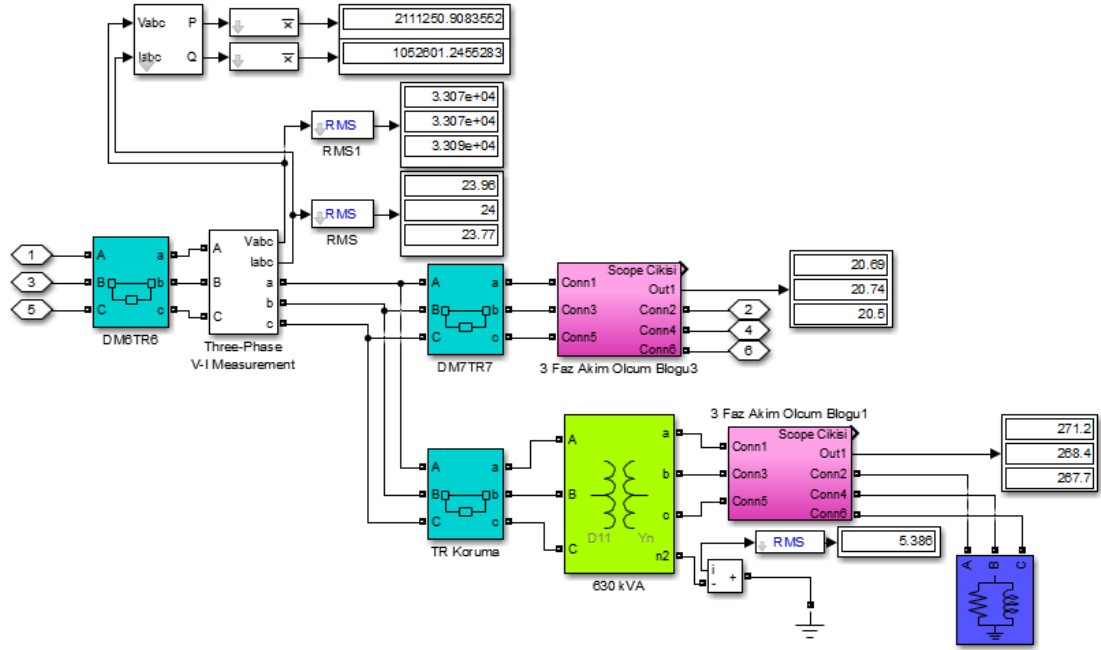 Vabc P
Iabc Q
x
x
2111250.9083552
1052601.2455283
RMS
RMS1
3.307e+04
3.307e+04
3.309e+04
RMS
RMS
23.96
24
23.77
1
3
5
A a
B b
C c
DM6TR6
A
B
C
Vabc
Iabc
a
b
c
Three-Phase
V-I Measurement
A a
B b
C c
DM7TR7
Scope Cikisi
Conn1 Out1
Conn3 Conn2
Conn5 Conn4
Conn6
3 Faz Akim Olcum Blogu3
2
4
6
20.69
20.74
20.5
A a
B b
C c
TR Koruma
A a
B b
C c
D11 Yn
n2
630 kVA
3 Faz Akim Olcum Blogu1
Scope Cikisi
Conn1 Out1
Conn3 Conn2
Conn5 Conn4
Conn6
271.2
268.4
267.7
RMS
5.386
i
- +
A B C